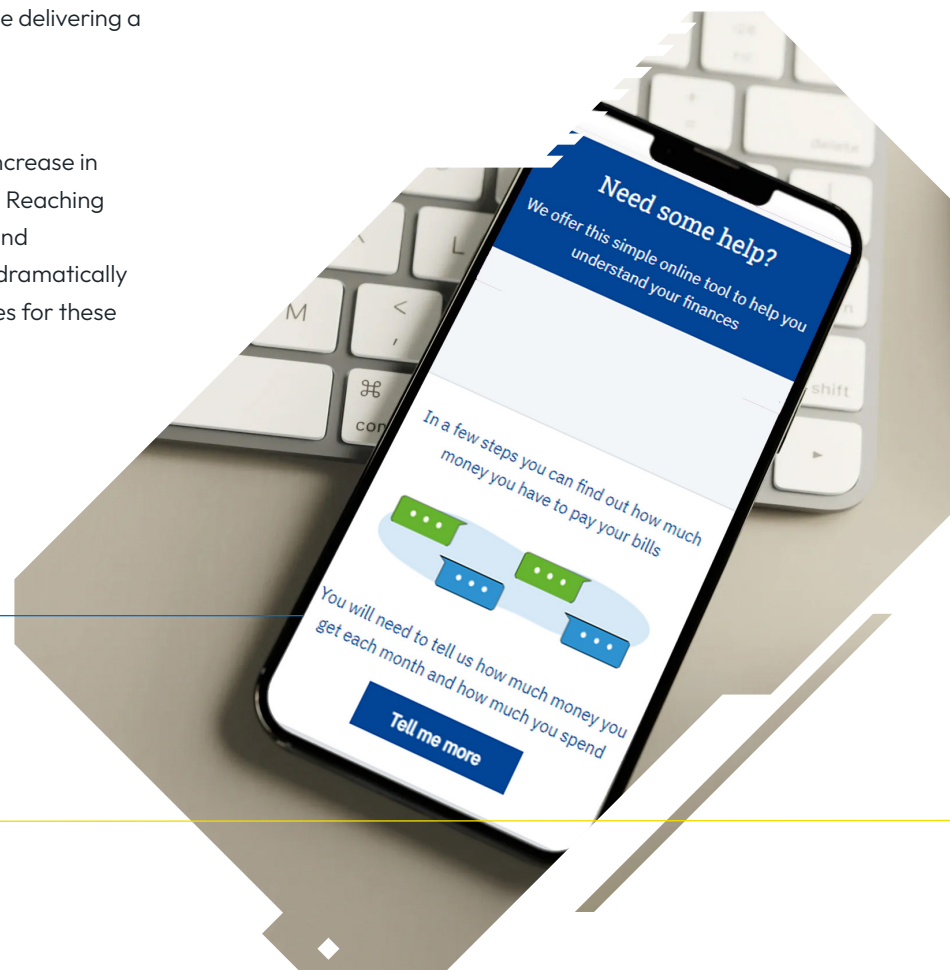 e delivering a
ncrease in
Reaching
nd
dramatically
es for these
Need some help?
We offer this simple online tool to help you
understand your finances
In a few steps you can find out how much
money you have to pay your bills
You will need to tell us how much money you
get each month and how much you spend
Tell me more
delete
L
M
<
,
⌘
con
n
shift